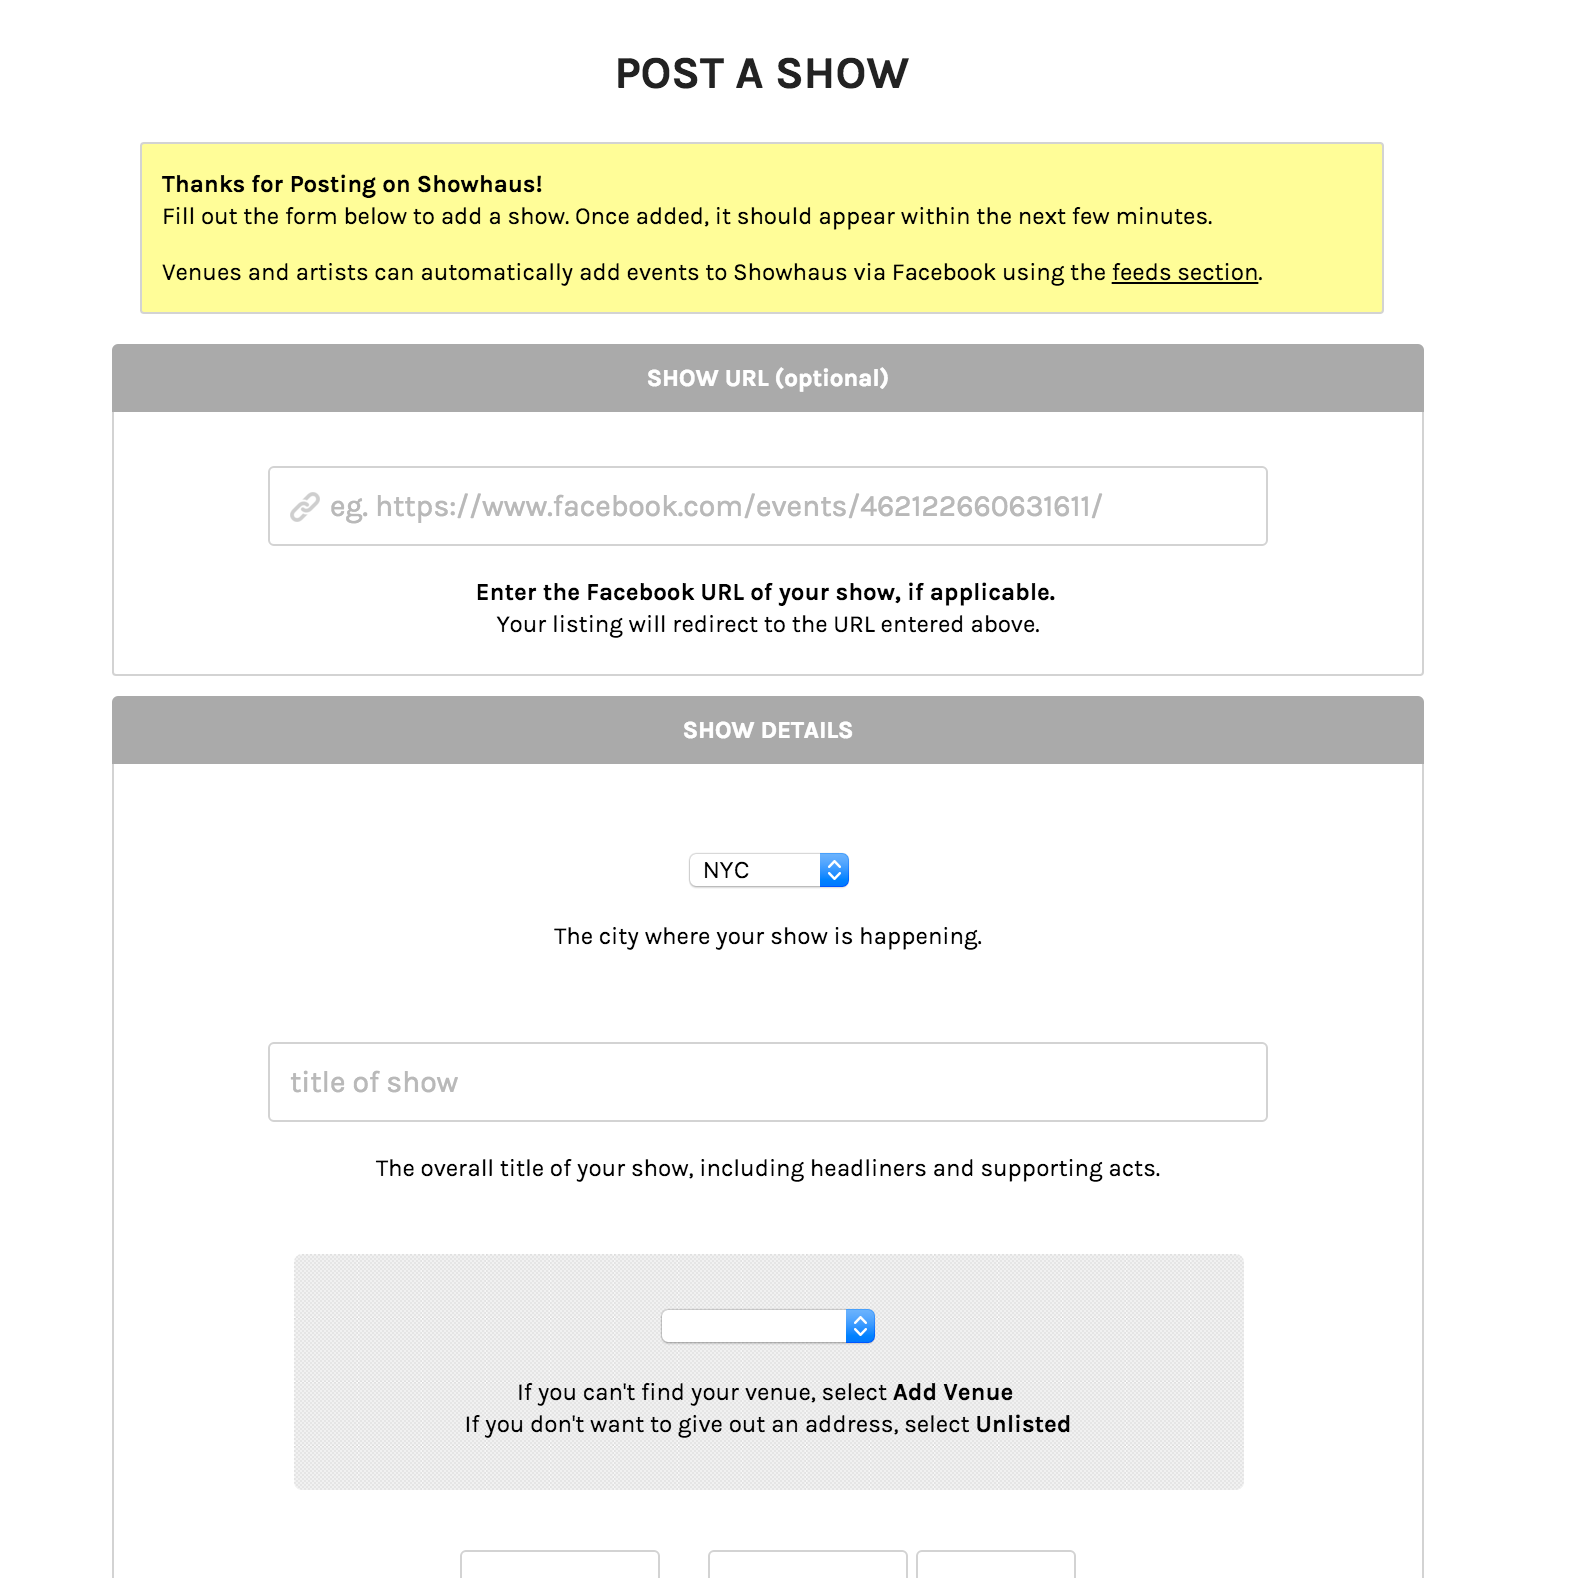 POST A SHOW
Thanks for Posting on Showhaus!
Fill out the form below to add a show. Once added, it should appear within the next few minutes.
Venues and artists can automatically add events to Showhaus via Facebook using the feeds section.
SHOW URL (optional)
eg. https://www.facebook.com/events/462122660631611/
Enter the Facebook URL of your show, if applicable.
Your listing will redirect to the URL entered above.
SHOW DETAILS
NYC
The city where your show is happening.
title of show
The overall title of your show, including headliners and supporting acts.
If you can't find your venue, select Add Venue
If you don't want to give out an address, select Unlisted